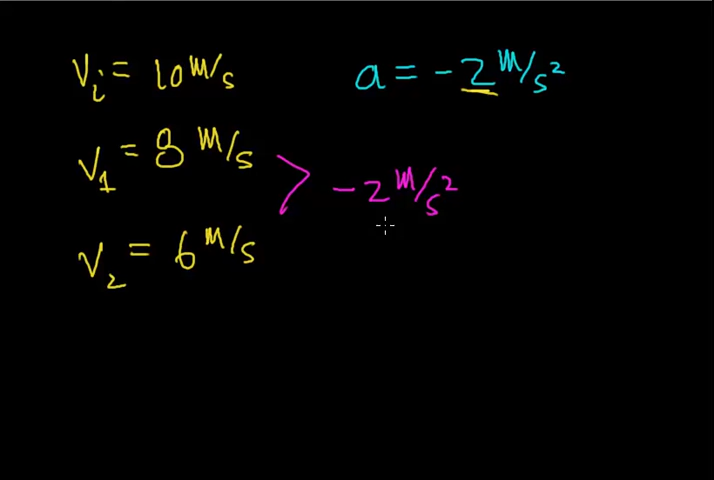 Vi = 10 m/s a = -2 m/s²
V1 = 8 m/s > -2 m/s²
V2 = 6 m/s